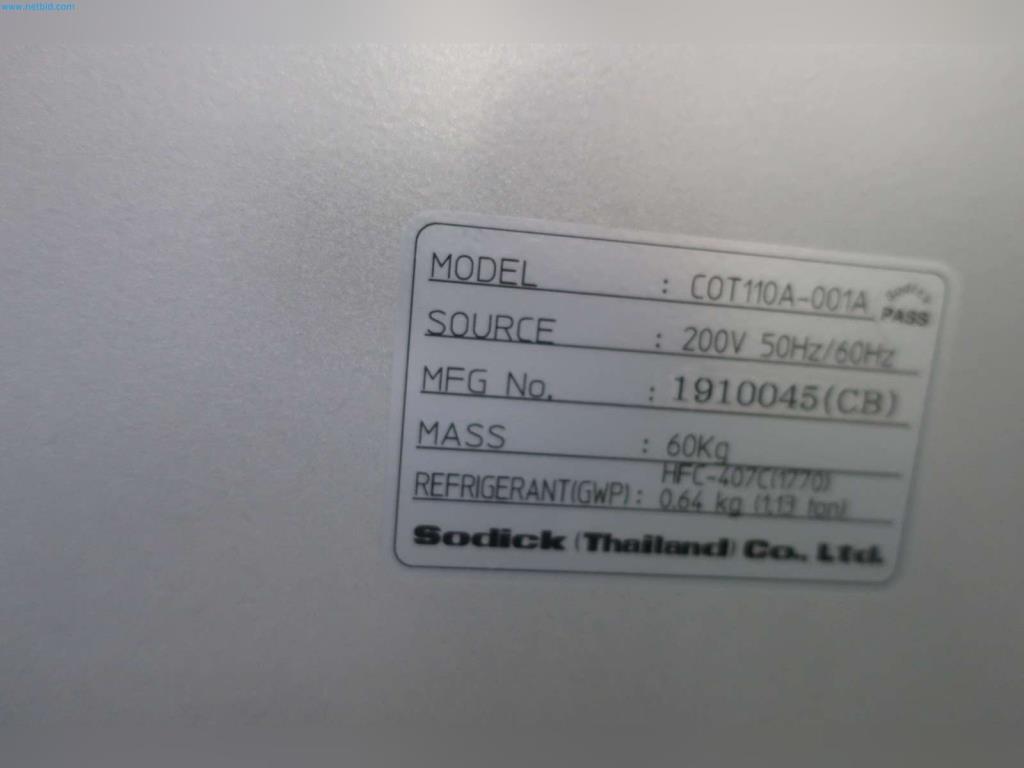 www.netbid.com
MODEL : COT110A-001A
Sodick
PASS
SOURCE : 200V 50Hz/60Hz
MFG No. : 1910045(CB)
MASS : 60Kg
HFC-407C(1770)
REFRIGERANT(GWP) : 0.64 kg (1.13 ton)
Sodick (Thailand) Co., Ltd.